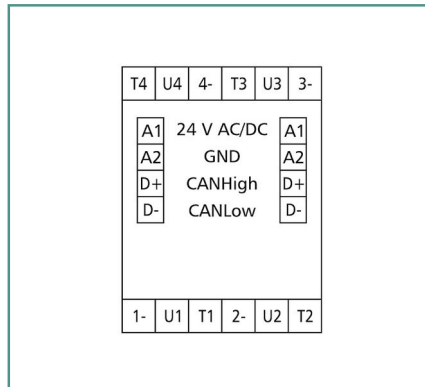 T4 U4 4- T3 U3 3-
A1 24 V AC/DC A1
A2 GND A2
D+ CANHigh D+
D- CANLow D-
1- U1 T1 2- U2 T2